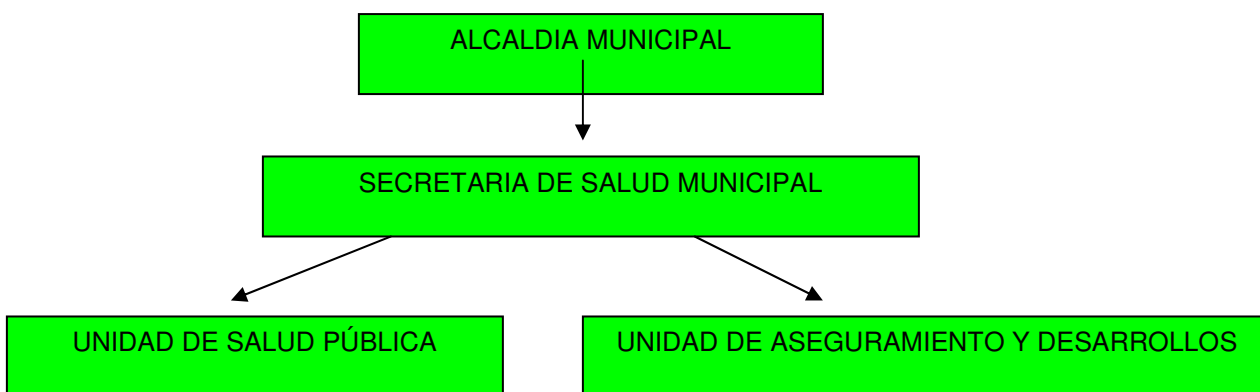 ALCALDIA MUNICIPAL
SECRETARIA DE SALUD MUNICIPAL
UNIDAD DE SALUD PÚBLICA
UNIDAD DE ASEGURAMIENTO Y DESARROLLOS